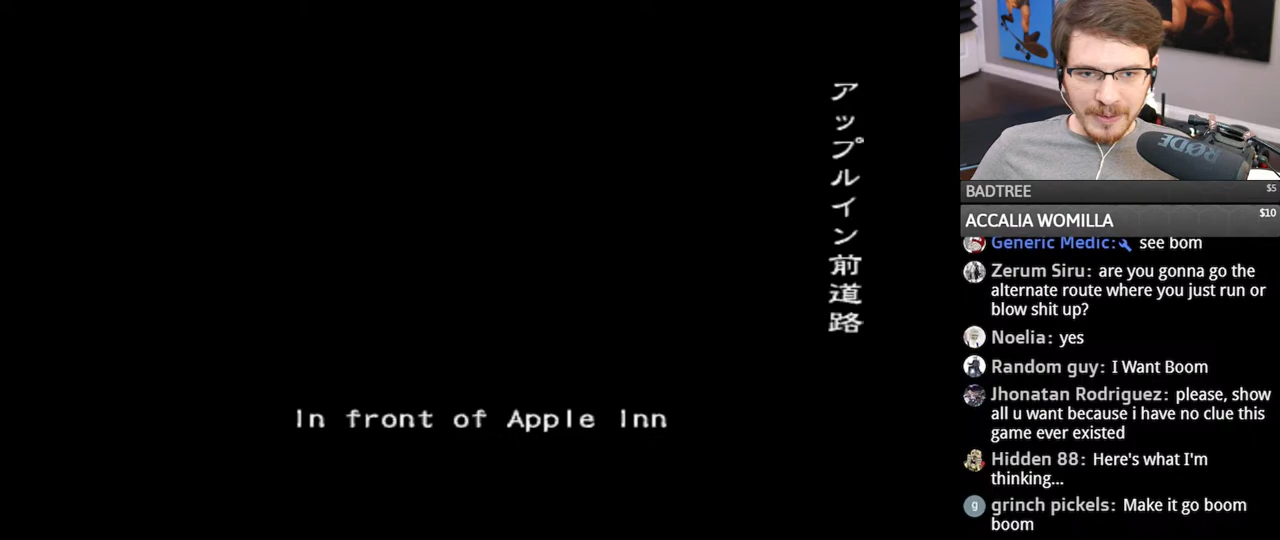 アップルイン前道路
In front of Apple Inn
RØDE
BADTREE
$5
ACCALIA WOMILLA
$10
Generic Medic: see bom
Zerum Siru: are you gonna go the
alternate route where you just run or
blow shit up?
Noelia: yes
Random guy: I Want Boom
Jhonatan Rodriguez: please, show
all u want because i have no clue this
game ever existed
Hidden 88: Here's what I'm
thinking...
g
grinch pickels: Make it go boom
boom